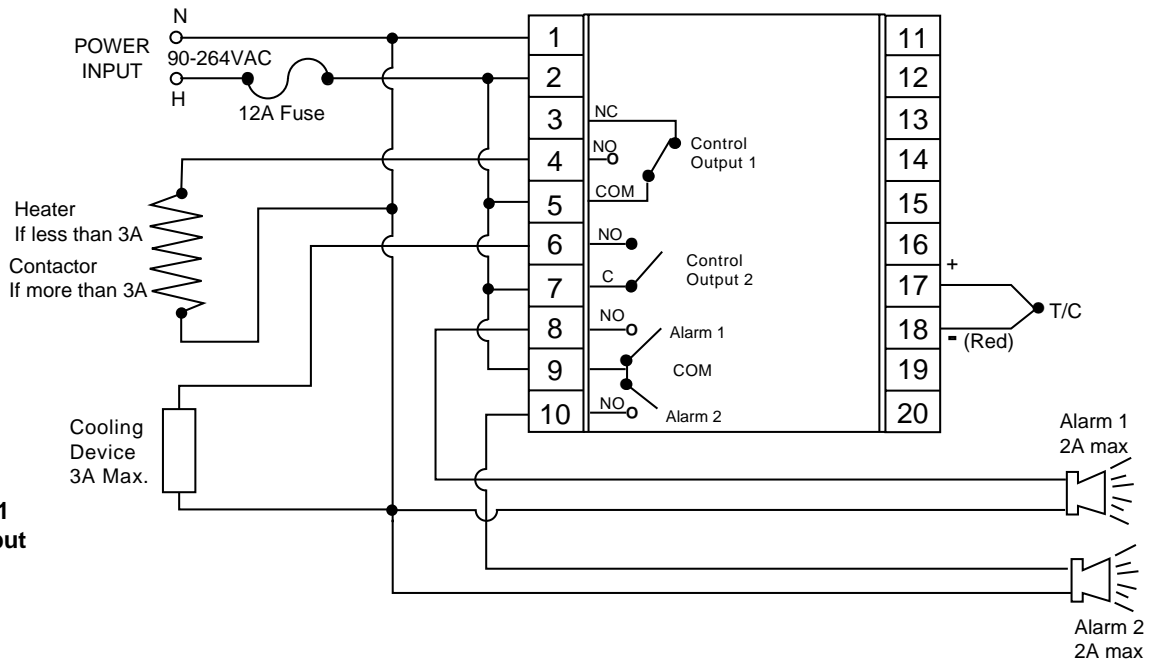 N
POWER
INPUT
90-264VAC
H
12A Fuse
Heater
If less than 3A
Contactor
If more than 3A
Cooling
Device
3A Max.
1
1
2
3
4
5
6
7
8
9
10
NC
NO
COM
Control
Output 1
NO
C
Control
Output 2
NO
Alarm 1
COM
NO
Alarm 2
11
12
13
14
15
16
17
18
19
20
+
T/C
- (Red)
Alarm 1
2A max
Alarm 2
2A max